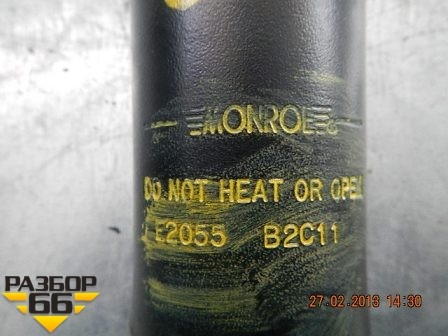 MONROE®
DO NOT HEAT OR OPEN
E2055 B2C11
РАЗБОР
66
27/02/2013 14:30